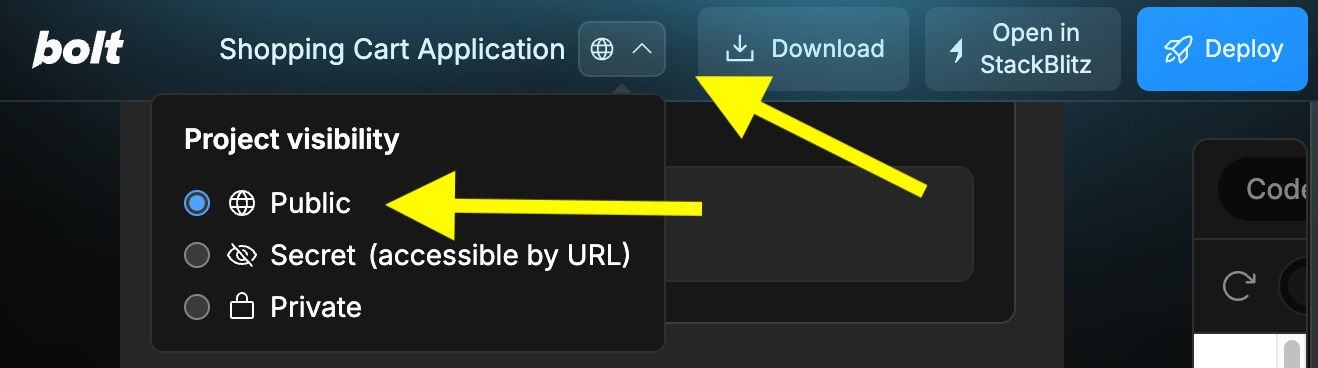 bolt
Shopping Cart Application
Download
Open in
StackBlitz
Deploy
Project visibility
Public
Secret (accessible by URL)
Private
Code